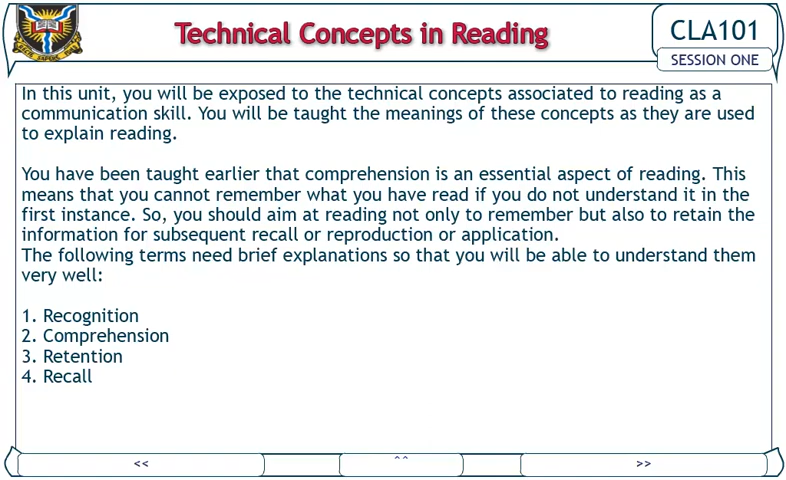 Technical Concepts in Reading
CLA101
SESSION ONE
In this unit, you will be exposed to the technical concepts associated to reading as a
communication skill. You will be taught the meanings of these concepts as they are used
to explain reading.
You have been taught earlier that comprehension is an essential aspect of reading. This
means that you cannot remember what you have read if you do not understand it in the
first instance. So, you should aim at reading not only to remember but also to retain the
information for subsequent recall or reproduction or application.
The following terms need brief explanations so that you will be able to understand them
very well:
1. Recognition
2. Comprehension
3. Retention
4. Recall
<<
^^
>>